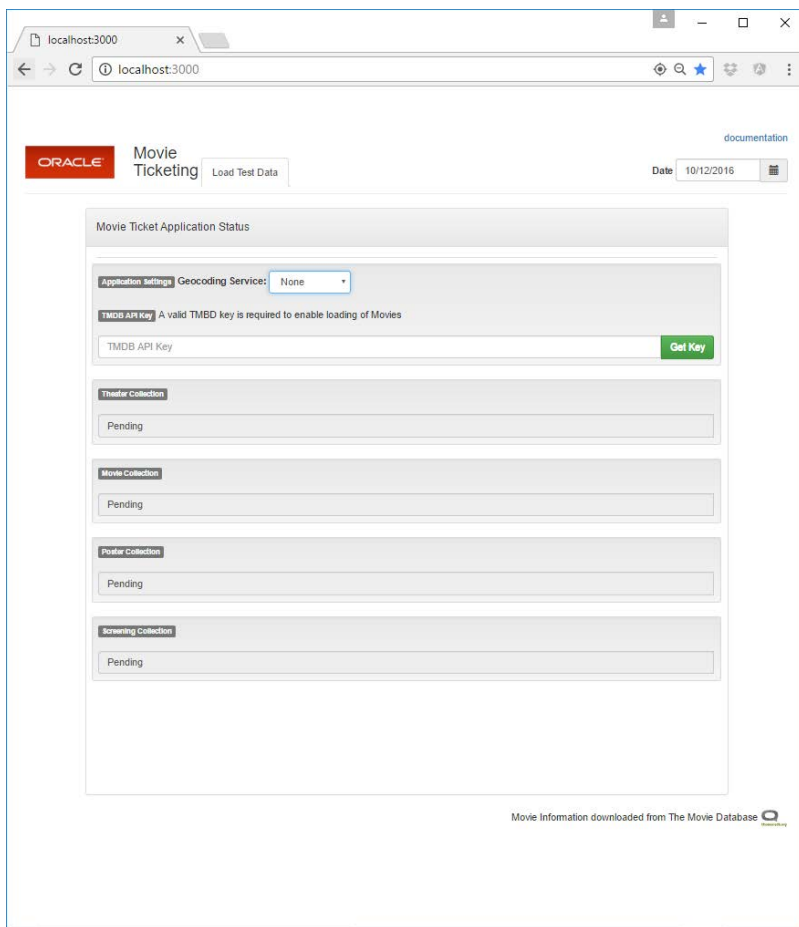 localhost:3000
localhost:3000
documentation
ORACLE
Movie
Ticketing
Load Test Data
Date 10/12/2016
Movie Ticket Application Status
Application Settings Geocoding Service: None
TMDB API Key A valid TMBD key is required to enable loading of Movies
TMDB API Key Get Key
Theater Collection
Pending
Movie Collection
Pending
Poster Collection
Pending
Screening Collection
Pending
Movie Information downloaded from The Movie Database